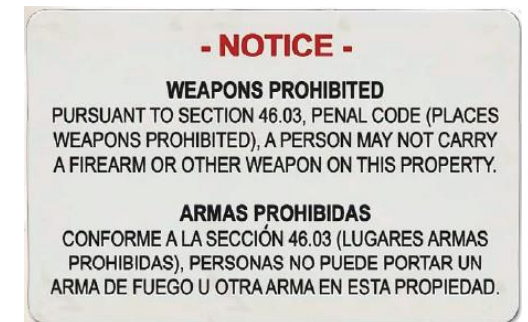 - NOTICE -
WEAPONS PROHIBITED
PURSUANT TO SECTION 46.03, PENAL CODE (PLACES
WEAPONS PROHIBITED), A PERSON MAY NOT CARRY
A FIREARM OR OTHER WEAPON ON THIS PROPERTY.
ARMAS PROHIBIDAS
CONFORME A LA SECCIÓN 46.03 (LUGARES ARMAS
PROHIBIDAS), PERSONAS NO PUEDE PORTAR UN
ARMA DE FUEGO U OTRA ARMA EN ESTA PROPIEDAD.